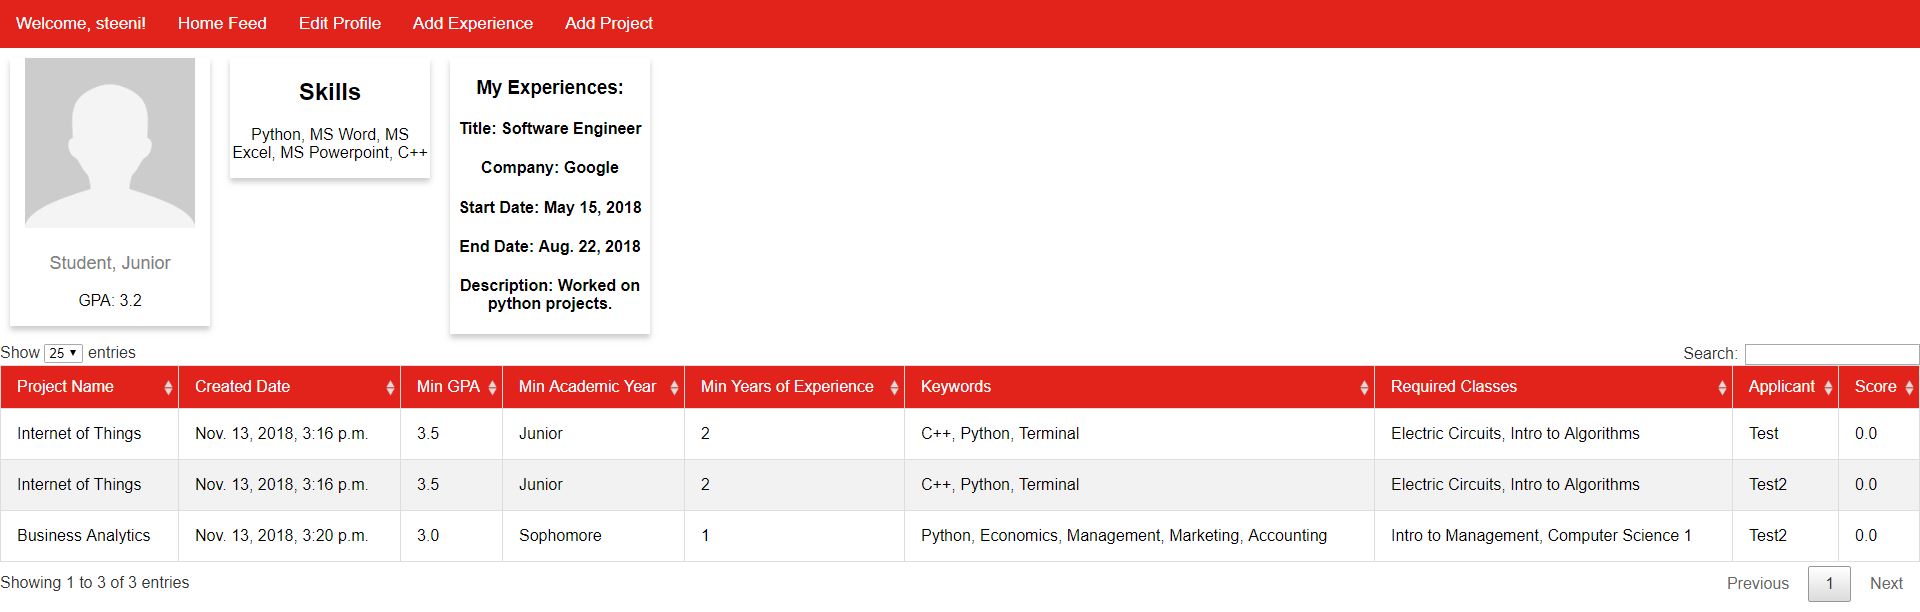 Welcome, steeni! Home Feed Edit Profile Add Experience Add Project
Student, Junior
GPA: 3.2
Skills
Python, MS Word, MS
Excel, MS Powerpoint, C++
My Experiences:
Title: Software Engineer
Company: Google
Start Date: May 15, 2018
End Date: Aug. 22, 2018
Description: Worked on
python projects.
Show 25 entries
Search:
Project Name Created Date Min GPA Min Academic Year Min Years of Experience Keywords Required Classes Applicant Score
Internet of Things Nov. 13, 2018, 3:16 p.m. 3.5 Junior 2 C++, Python, Terminal Electric Circuits, Intro to Algorithms Test 0.0
Internet of Things Nov. 13, 2018, 3:16 p.m. 3.5 Junior 2 C++, Python, Terminal Electric Circuits, Intro to Algorithms Test2 0.0
Business Analytics Nov. 13, 2018, 3:20 p.m. 3.0 Sophomore 1 Python, Economics, Management, Marketing, Accounting Intro to Management, Computer Science 1 Test2 0.0
Showing 1 to 3 of 3 entries
Previous 1 Next